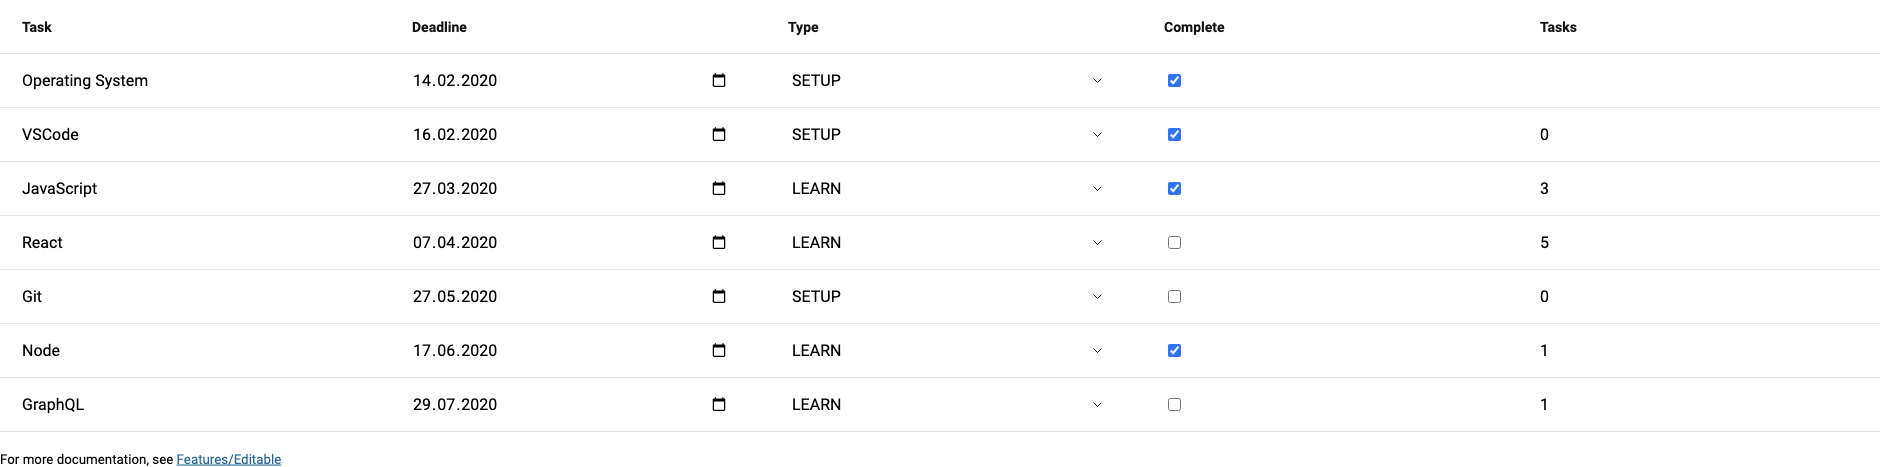 Task Deadline Type Complete Tasks
Operating System 14.02.2020 SETUP
VSCode 16.02.2020 SETUP 0
JavaScript 27.03.2020 LEARN 3
React 07.04.2020 LEARN 5
Git 27.05.2020 SETUP 0
Node 17.06.2020 LEARN 1
GraphQL 29.07.2020 LEARN 1
For more documentation, see Features/Editable